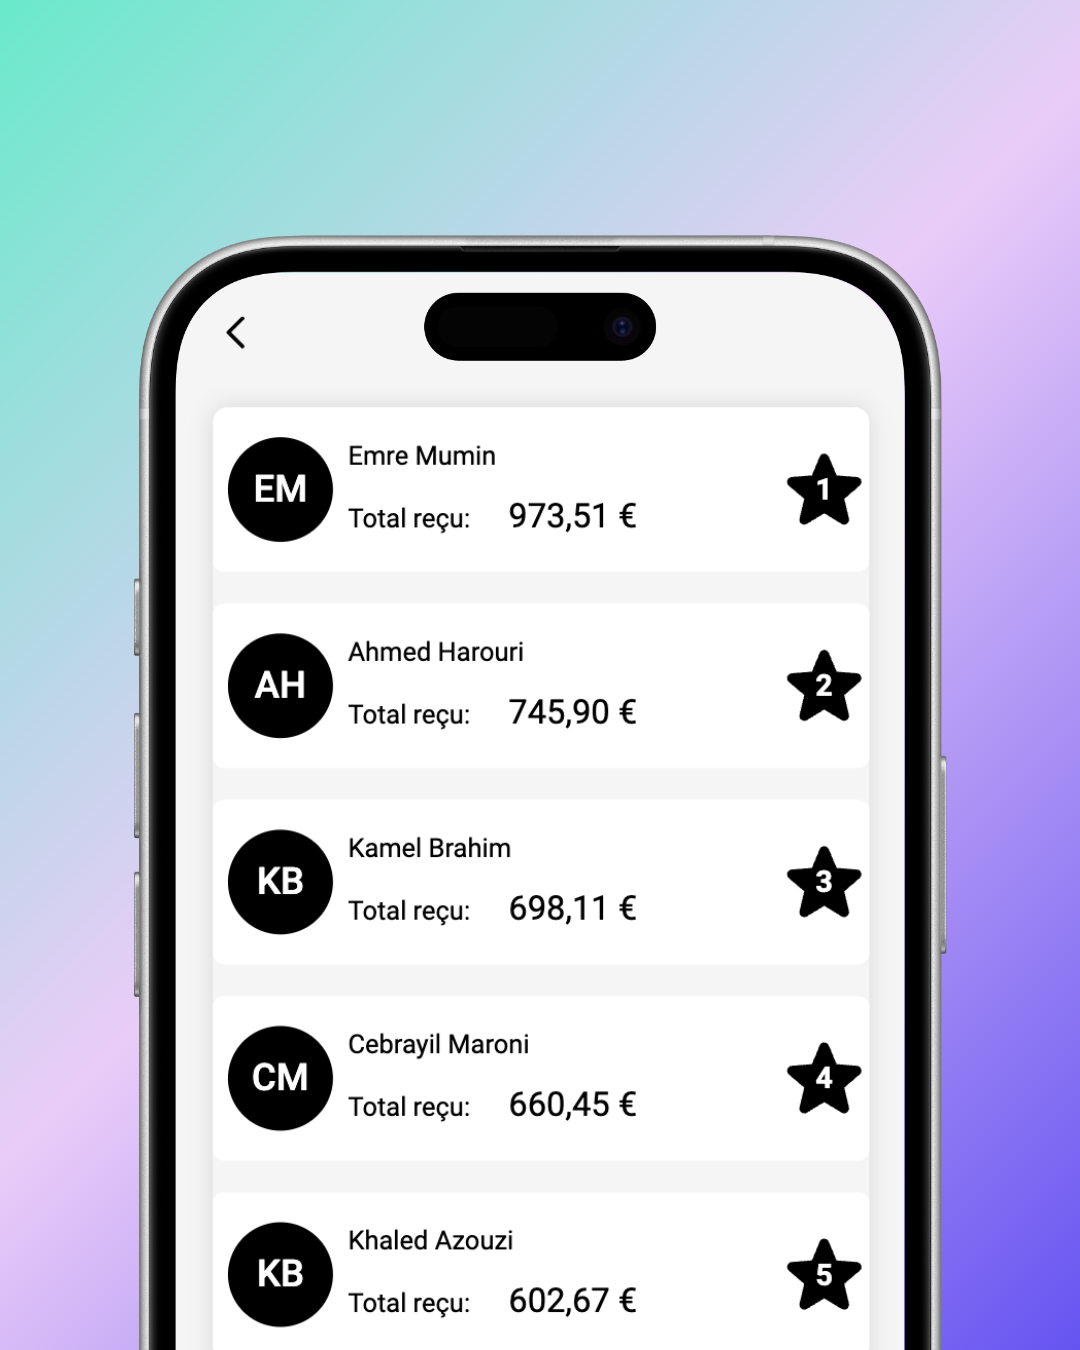 EM
Emre Mumin
Total reçu: 973,51 €
1
AH
Ahmed Harouri
Total reçu: 745,90 €
2
KB
Kamel Brahim
Total reçu: 698,11 €
3
CM
Cebrayil Maroni
Total reçu: 660,45 €
4
KB
Khaled Azouzi
Total reçu: 602,67 €
5